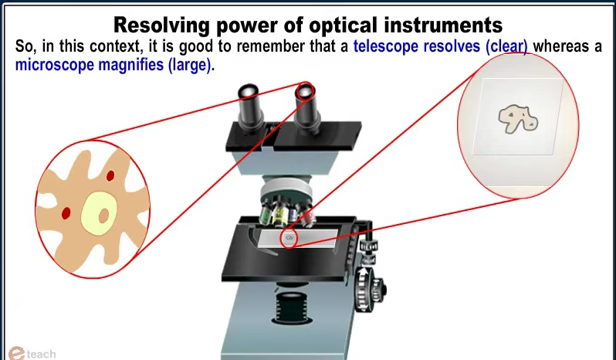 Resolving power of optical instruments
So, in this context, it is good to remember that a telescope resolves (clear) whereas a
microscope magnifies (large).
e teach